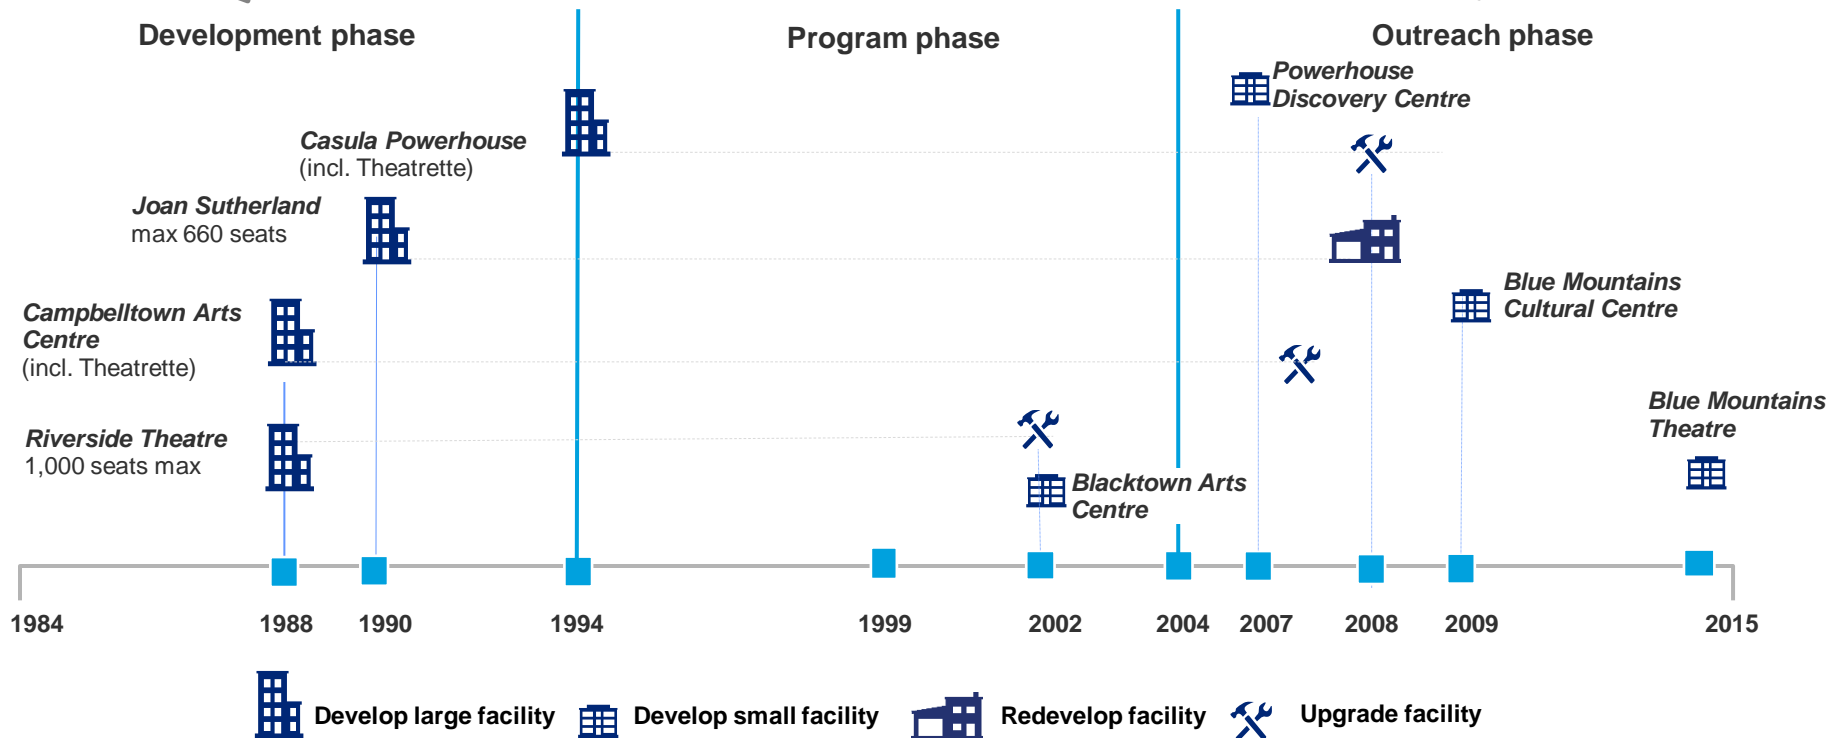 Development phase
Program phase
Outreach phase
Powerhouse
Discovery Centre
Casula Powerhouse
(incl. Theatrette)
Joan Sutherland
max 660 seats
Blue Mountains
Cultural Centre
Campbelltown Arts
Centre
(incl. Theatrette)
Blue Mountains
Theatre
Riverside Theatre
1,000 seats max
Blacktown Arts
Centre
1984 1988 1990 1994 1999 2002 2004 2007 2008 2009 2015
Develop large facility Develop small facility Redevelop facility Upgrade facility